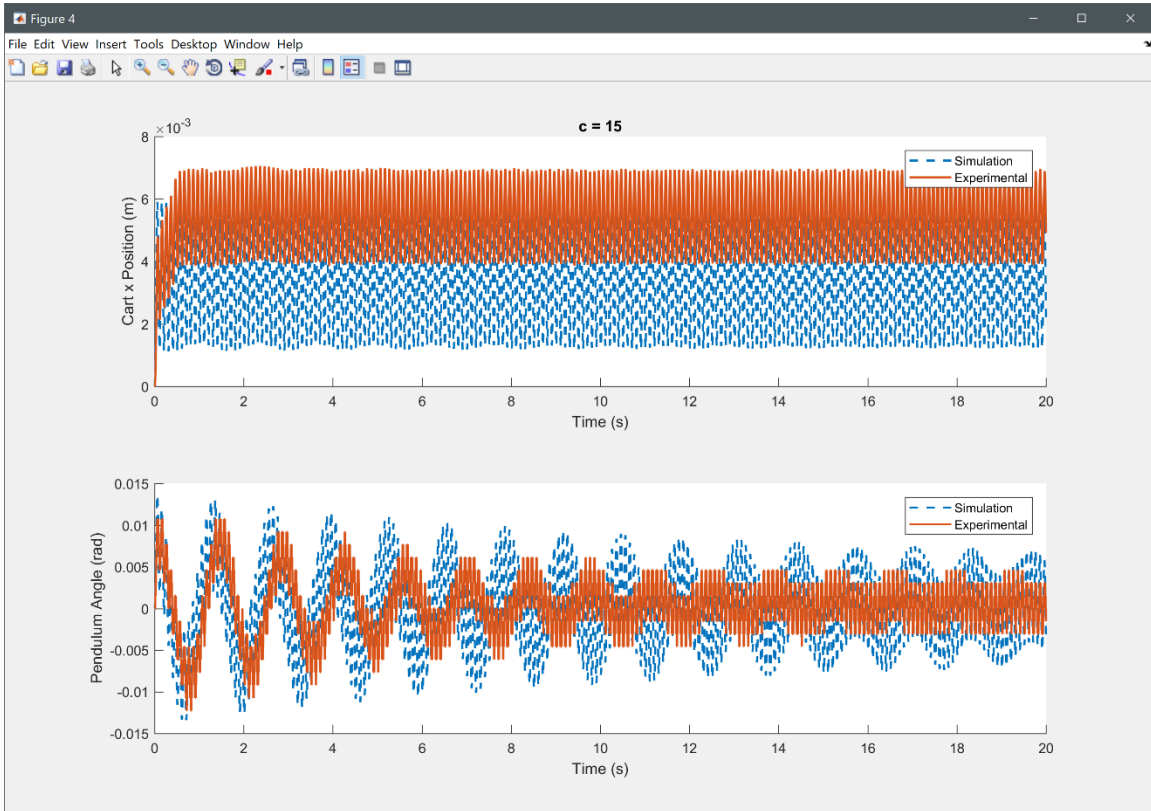 Figure 4
File Edit View Insert Tools Desktop Window Help
×10-3
c = 15
8
6
4
2
0
Cart x Position (m)
Simulation
Experimental
0 2 4 6 8 10 12 14 16 18 20
Time (s)
0.015
0.01
0.005
0
-0.005
-0.01
-0.015
Pendulum Angle (rad)
Simulation
Experimental
0 2 4 6 8 10 12 14 16 18 20
Time (s)